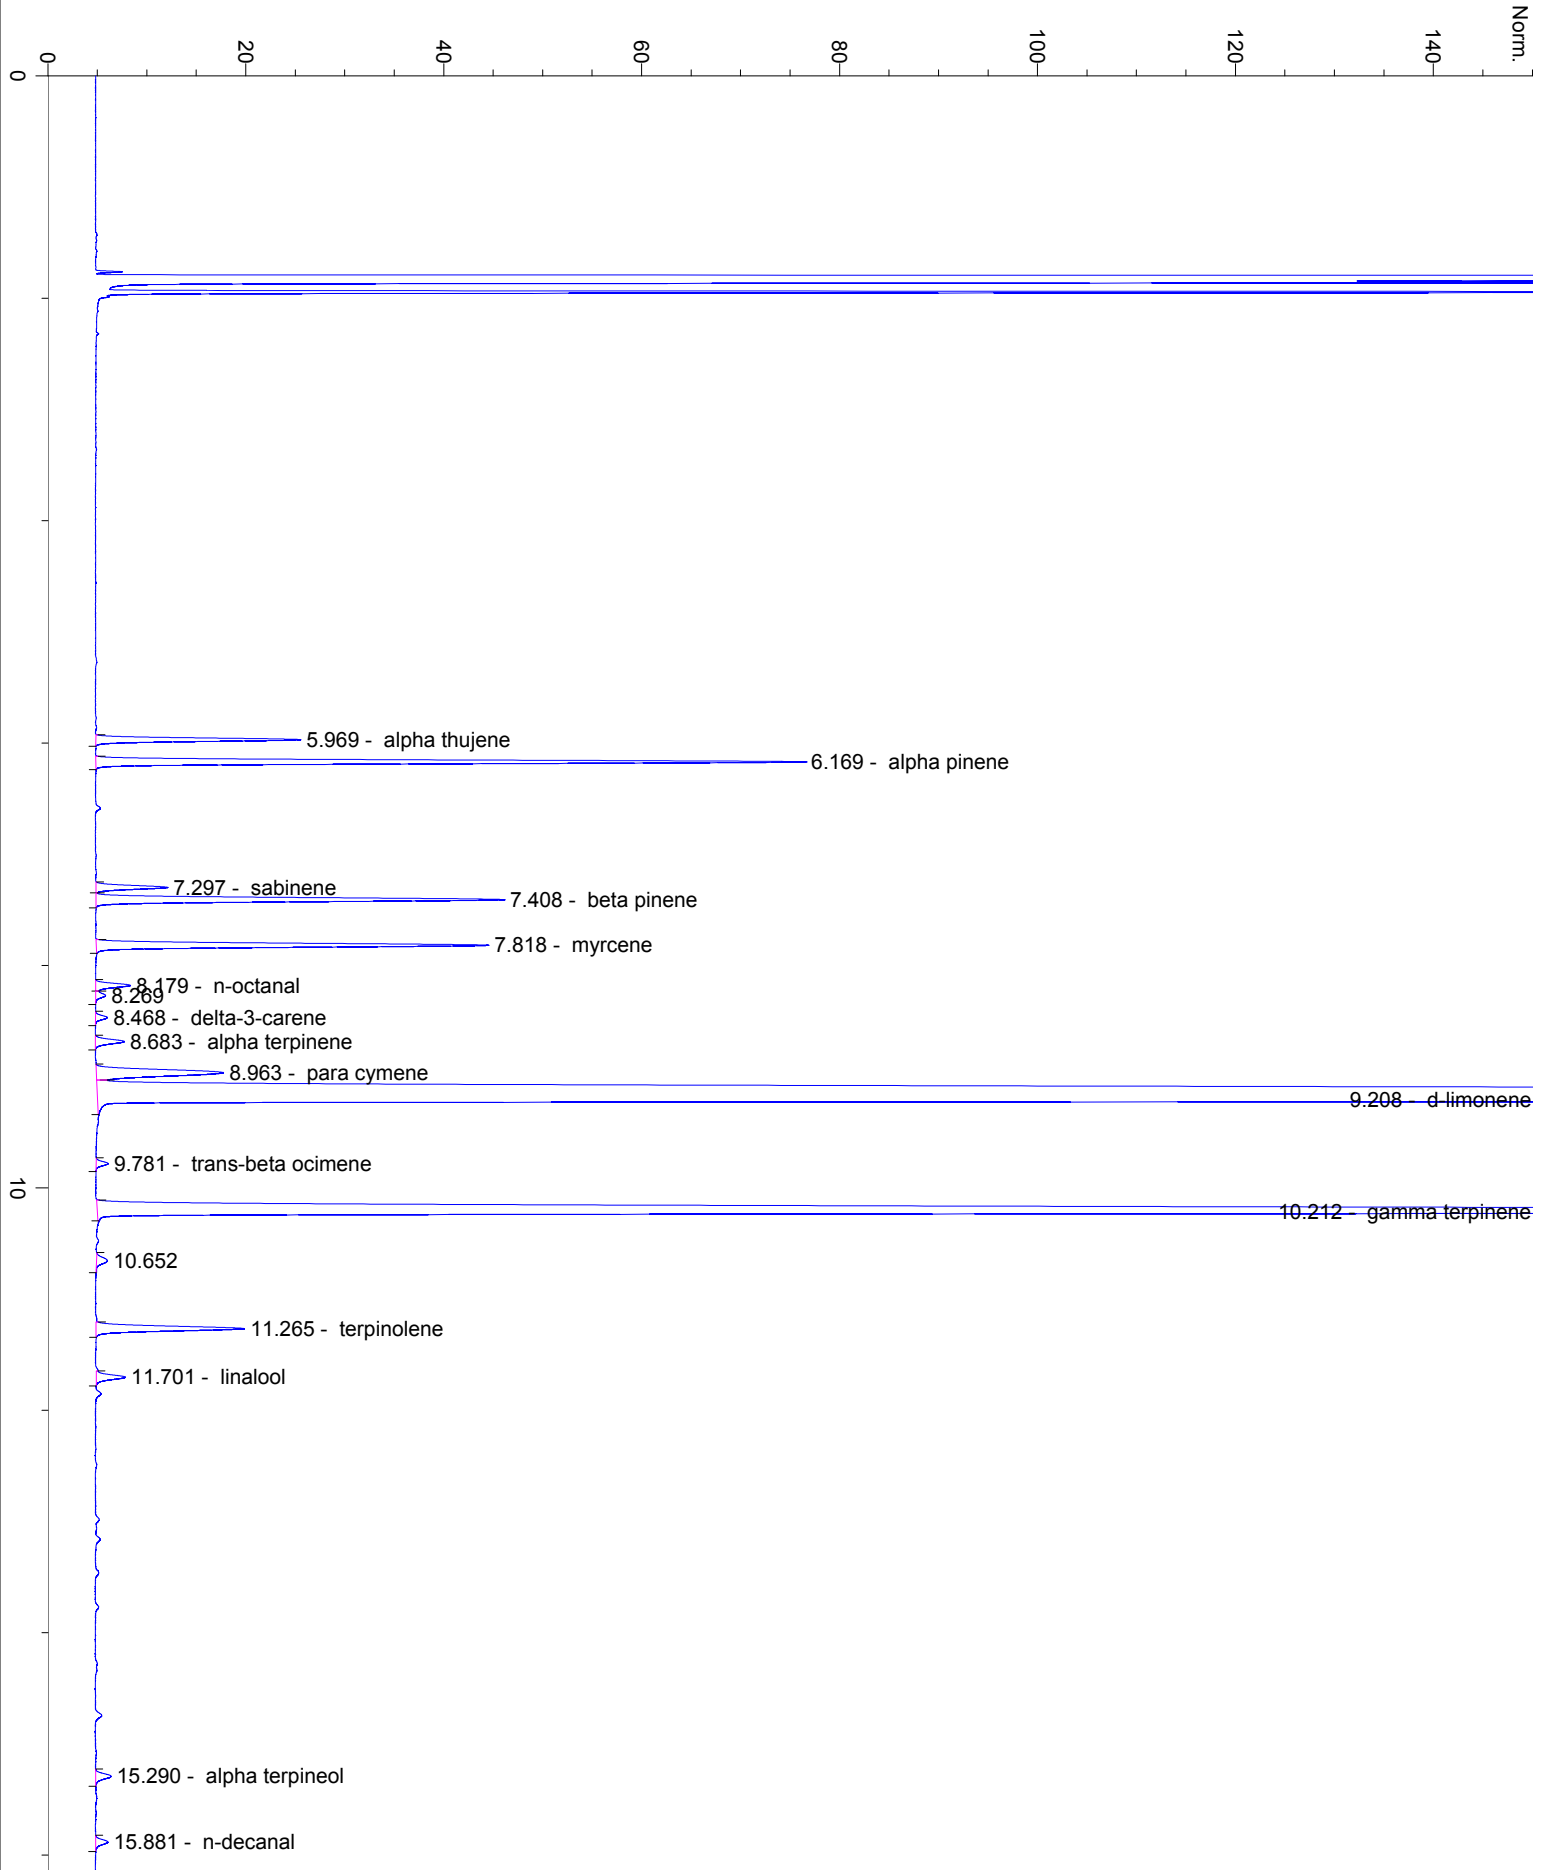 Norm.
0
20
40
60
80
100
120
140
0
5.969 - alpha thujene
6.169 - alpha pinene
7.297 - sabinene
7.408 - beta pinene
7.818 - myrcene
8.179 - n-octanal
8.269
8.468 - delta-3-carene
8.683 - alpha terpinene
8.963 - para cymene
9.208 - d-limonene
9.781 - trans-beta ocimene
10
10.212 - gamma terpinene
10.652
11.265 - terpinolene
11.701 - linalool
15.290 - alpha terpineol
15.881 - n-decanal